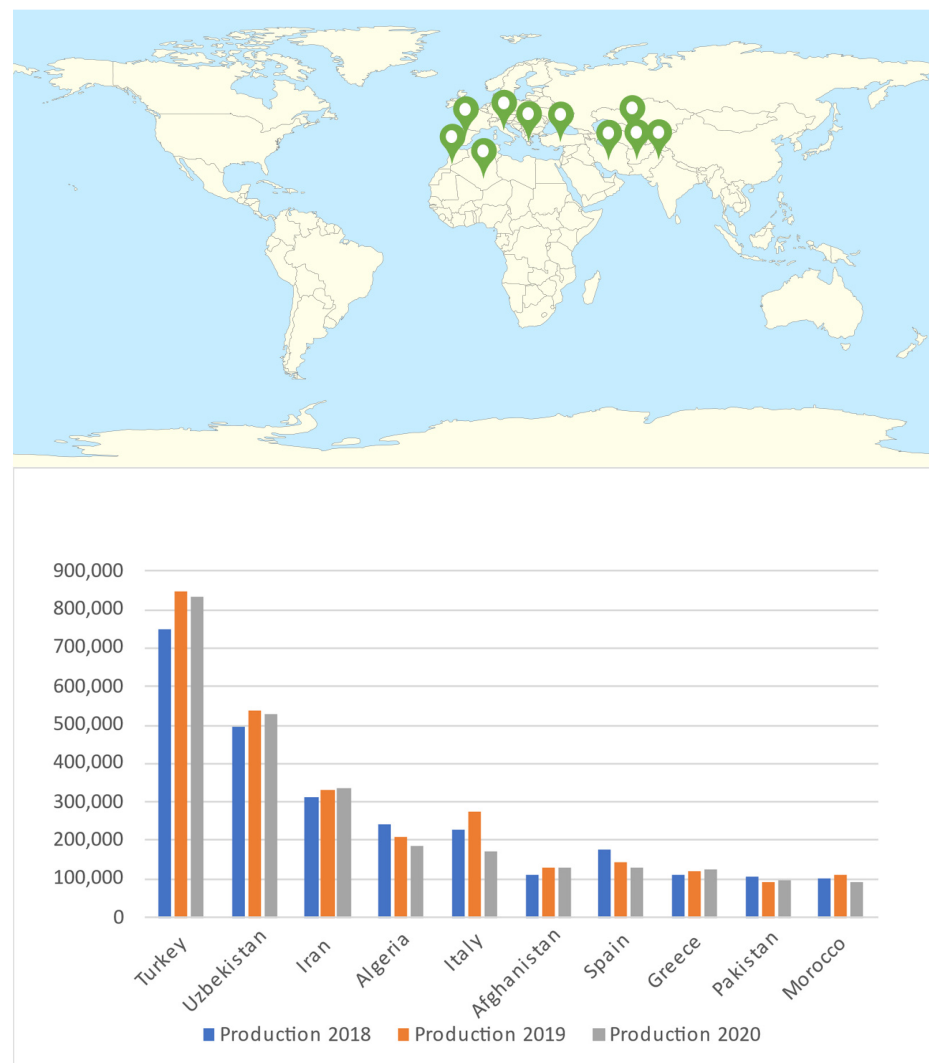 900,000
800,000
700,000
600,000
500,000
400,000
300,000
200,000
100,000
0
Turkey
Uzbekistan
Iran
Algeria
Italy
Afghanistan
Spain
Greece
Pakistan
Morocco
Production 2018 Production 2019 Production 2020